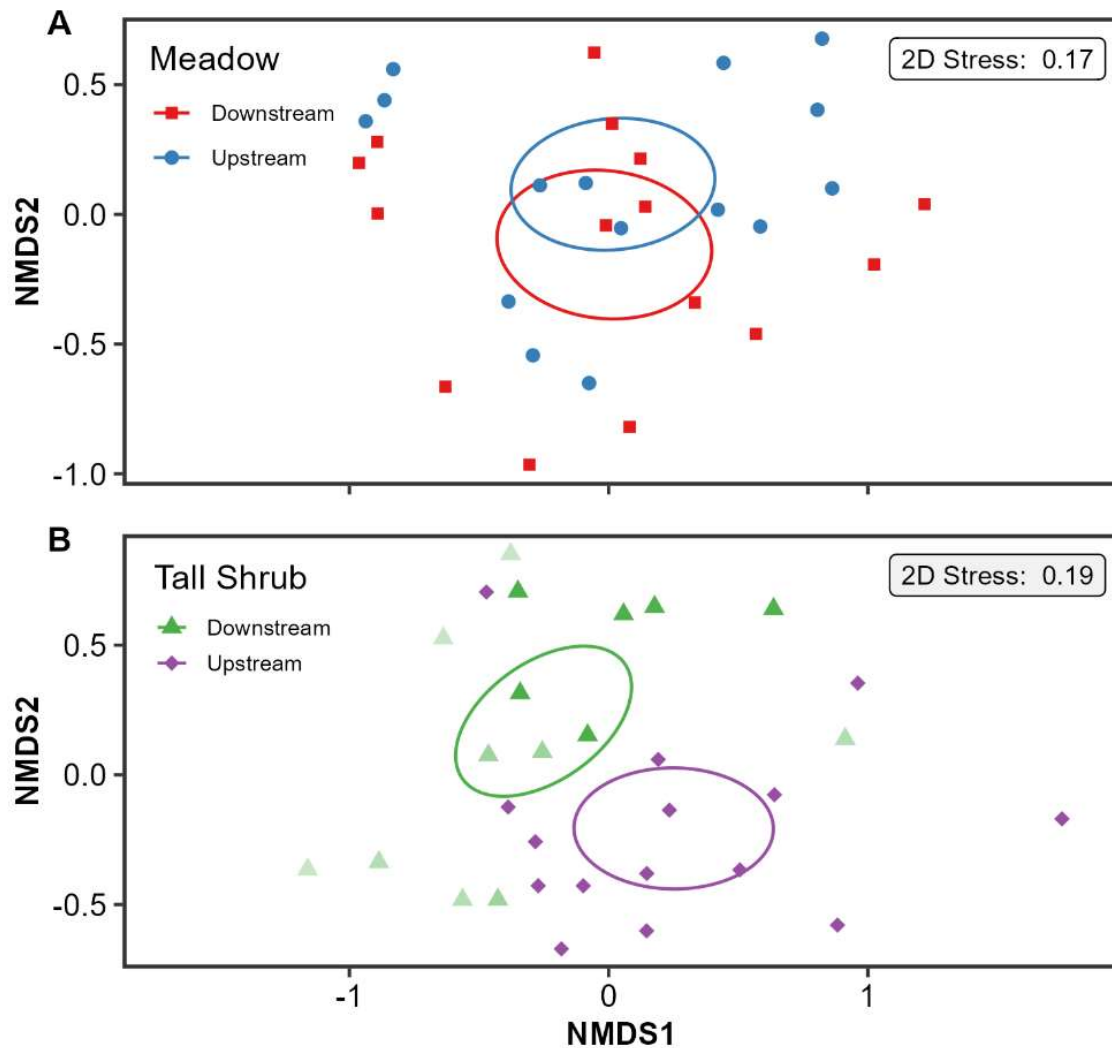 A
Meadow
2D Stress: 0.17
Downstream
Upstream
0.5
0.0
-0.5
-1.0
NMDS2
B
Tall Shrub
2D Stress: 0.19
Downstream
Upstream
0.5
0.0
-0.5
NMDS2
-1 0 1
NMDS1